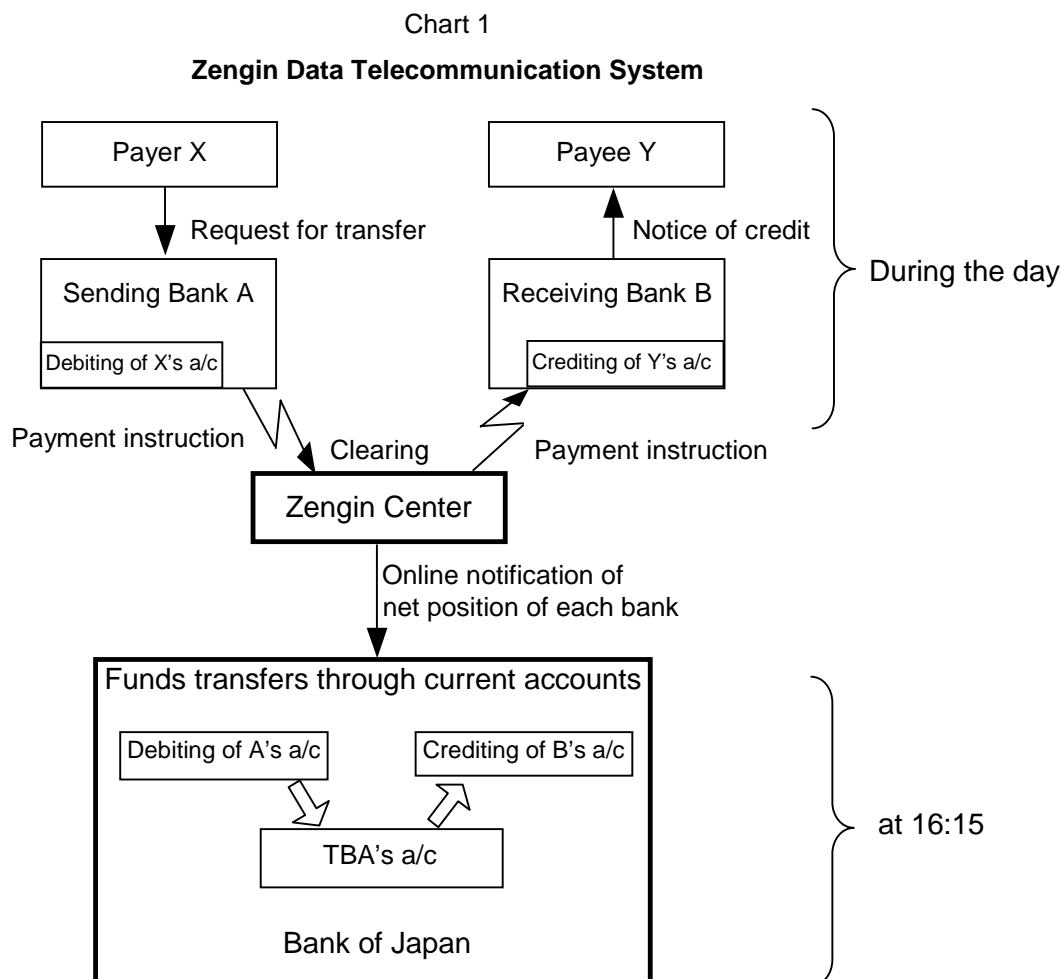 Chart 1
Zengin Data Telecommunication System
Payer X
Payee Y
Request for transfer
Notice of credit
During the day
Sending Bank A
Receiving Bank B
Debiting of X’s a/c
Crediting of Y’s a/c
Payment instruction
Clearing
Payment instruction
Zengin Center
Online notification of
net position of each bank
Funds transfers through current accounts
Debiting of A’s a/c
Crediting of B’s a/c
at 16:15
TBA’s a/c
Bank of Japan